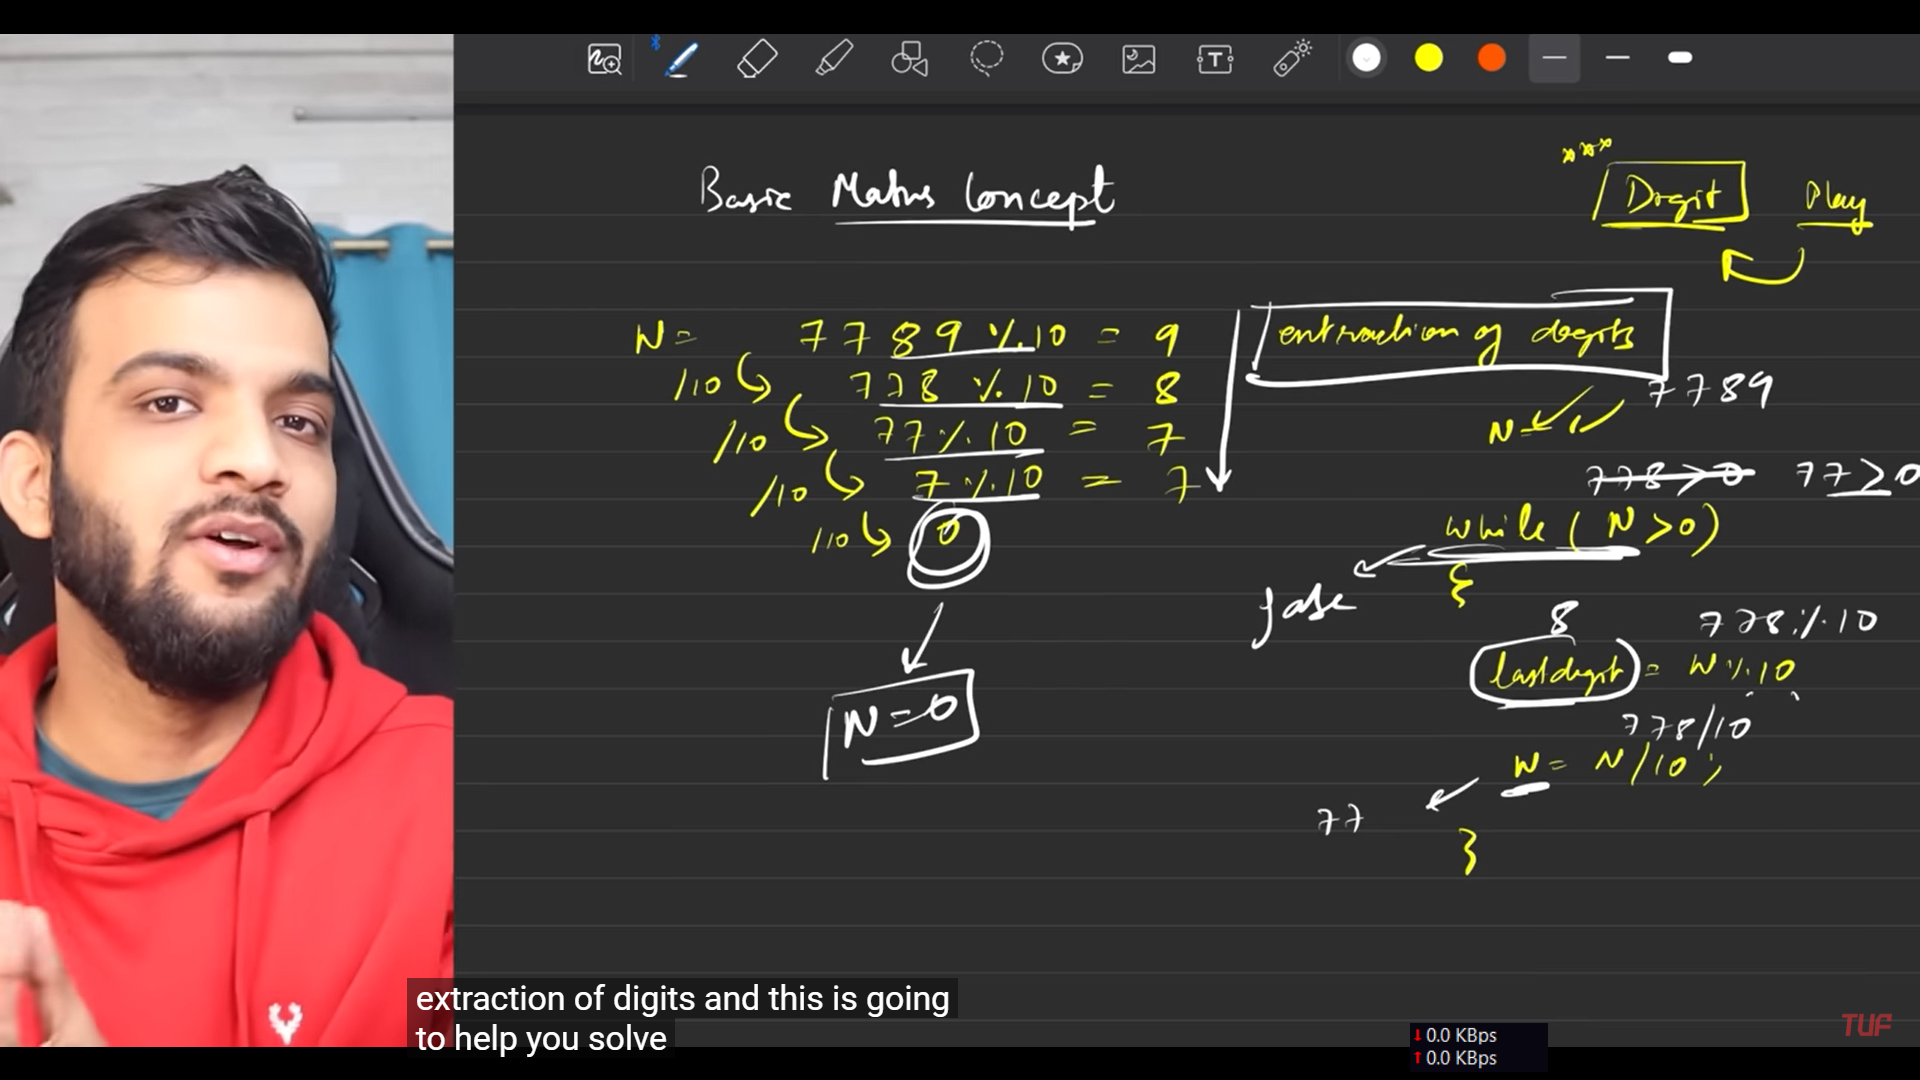 Basic Maths Concept
***
Digit
Play
N = 7789 % 10 = 9
/10 778 % 10 = 8
/10 77 % 10 = 7
/10 7 % 10 = 7
/10 0
N=0
extraction of digits
7789
N =
778 > 0 77 > 0
while ( N > 0 )
false
{
8 778 % 10
lastdigit = N % 10
778/10
N = N/10;
77
}
extraction of digits and this is going
to help you solve
TUF
0.0 KBps
0.0 KBps